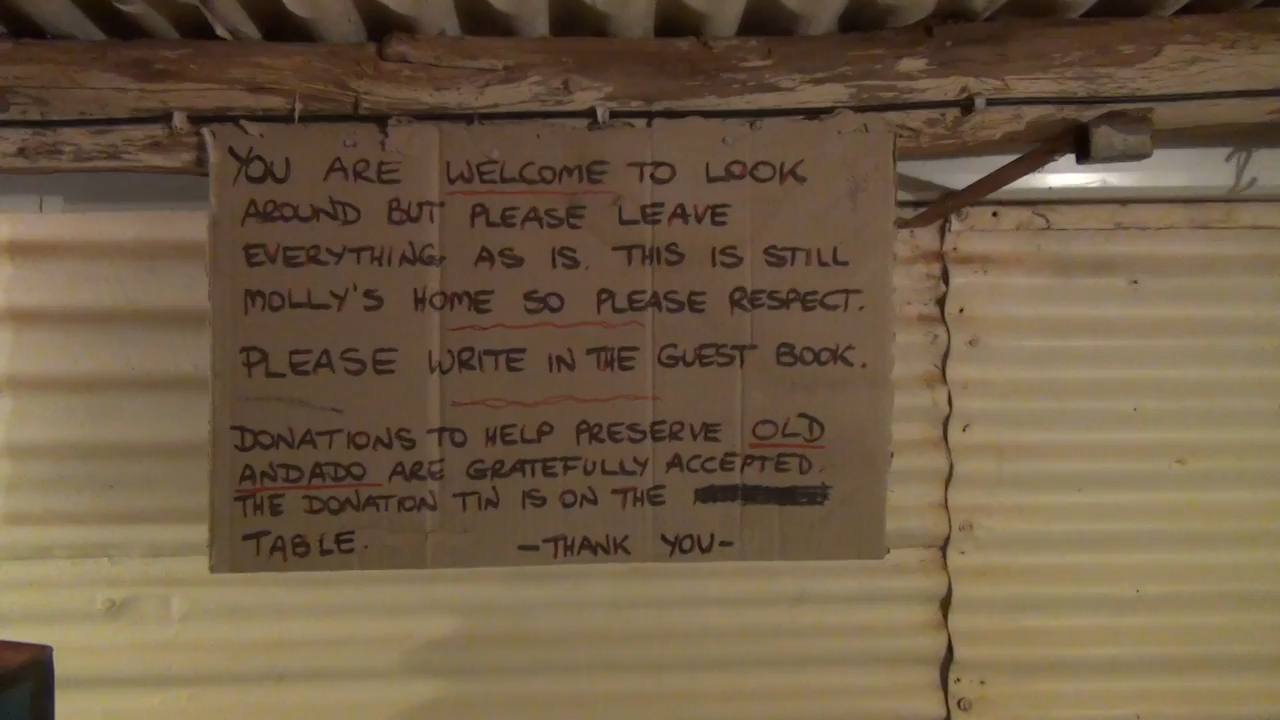 YOU ARE WELCOME TO LOOK
AROUND BUT PLEASE LEAVE
EVERYTHING AS IS. THIS IS STILL
MOLLY'S HOME SO PLEASE RESPECT.
PLEASE WRITE IN THE GUEST BOOK.
DONATIONS TO HELP PRESERVE OLD
ANDADO ARE GRATEFULLY ACCEPTED.
THE DONATION TIN IS ON THE
TABLE. -THANK YOU-